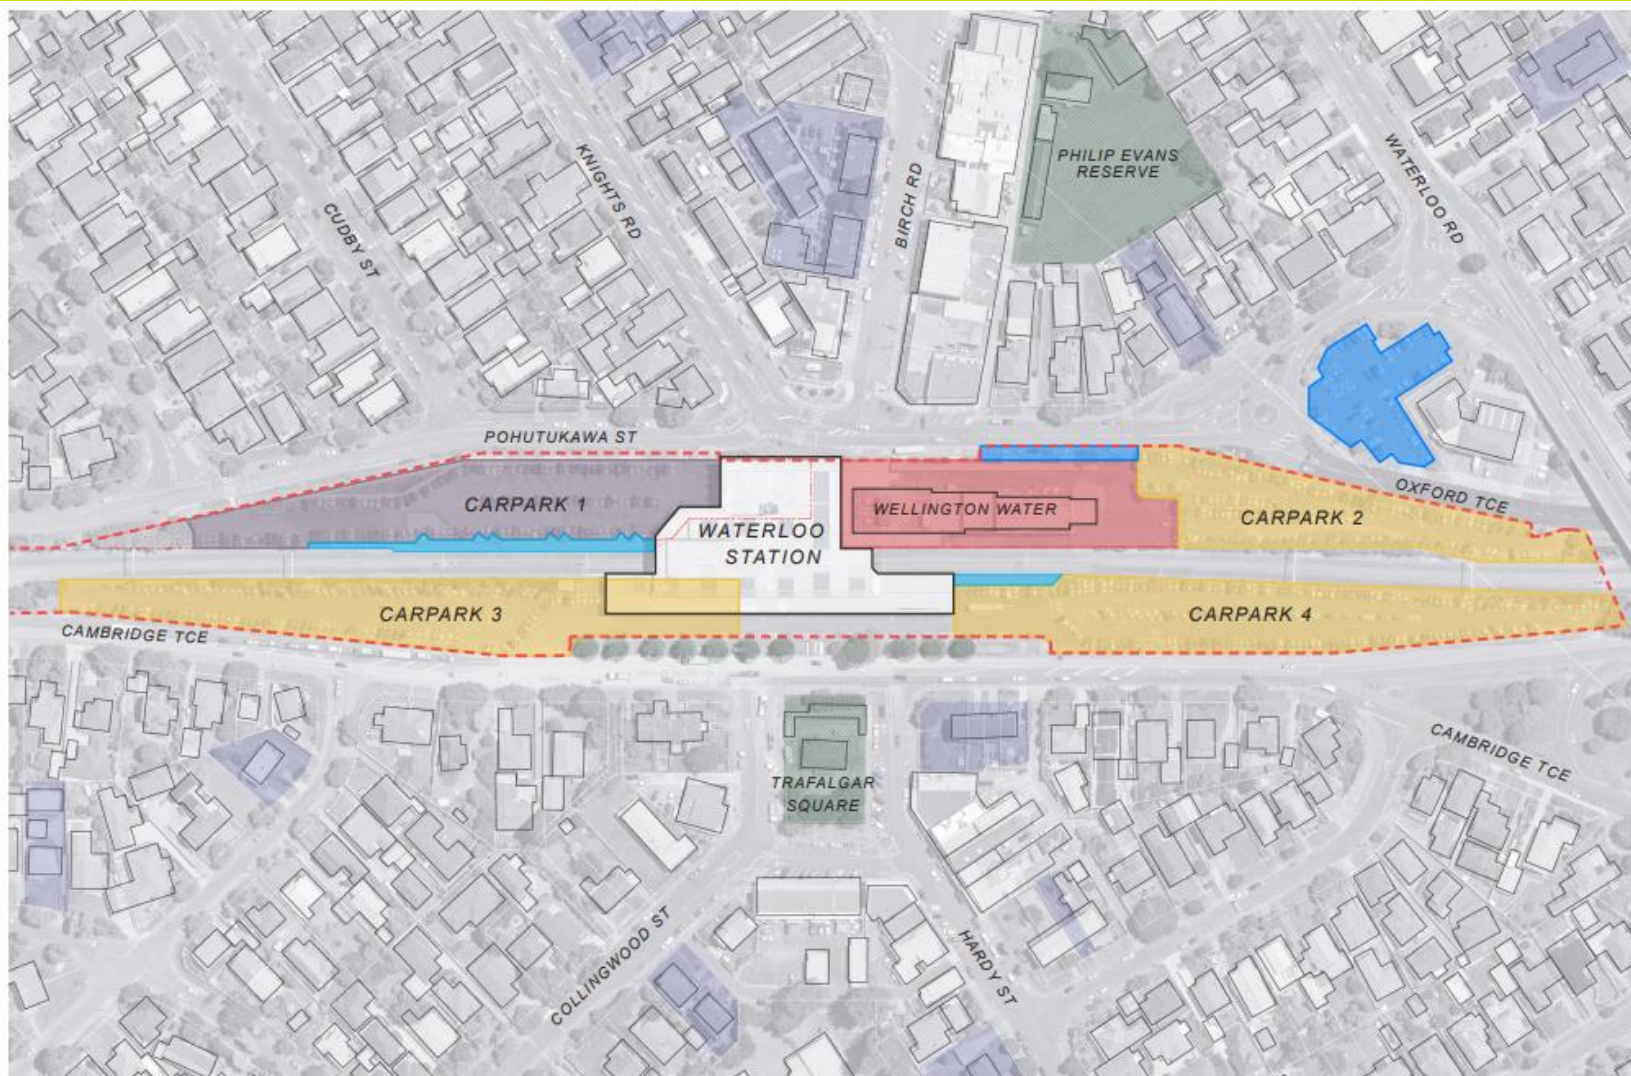 PHILIP EVANS
RESERVE
WATERLOO RD
KNIGHTS RD
BIRCH RD
CUDBY ST
POHUTUKAWA ST
OXFORD TCE
CARPARK 1
WELLINGTON WATER
CARPARK 2
WATERLOO
STATION
CARPARK 3
CARPARK 4
CAMBRIDGE TCE
CAMBRIDGE TCE
TRAFALGAR
SQUARE
COLLINGWOOD ST
HARDY ST